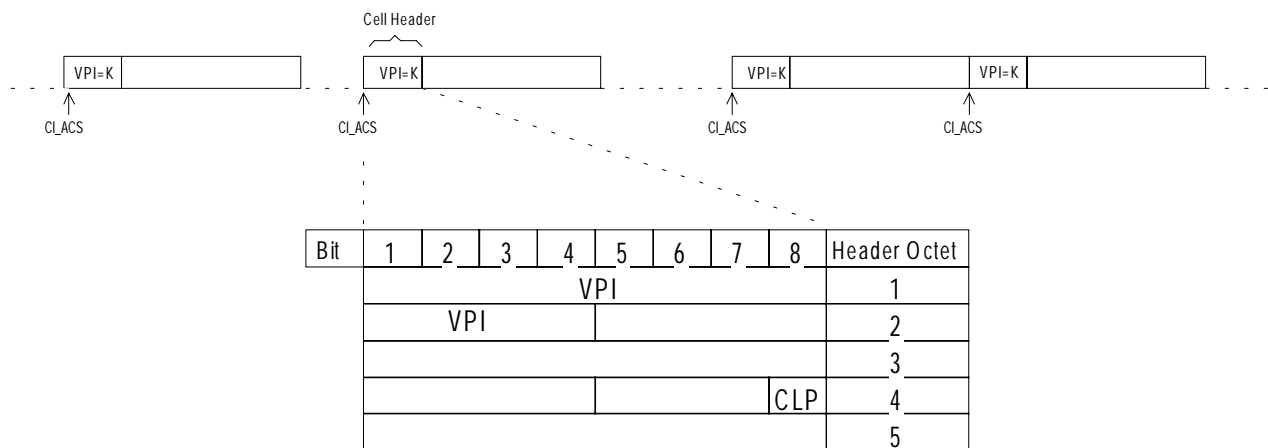 Cell Header
VPI=K VPI=K VPI=K VPI=K
CI_ACS CI_ACS CI_ACS CI_ACS
Bit 1 2 3 4 5 6 7 8 Header Octet
VPI 1
VPI 2
3
CLP 4
5